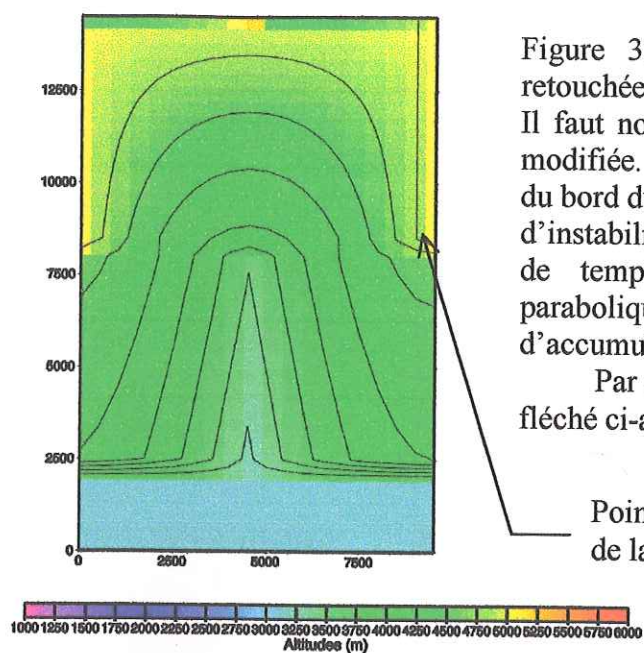 Figure 3
retouchée
Il faut no
modifiée.
du bord d
d'instabili
de temp
paraboliqu
d'accumu
Par
fléché ci-a
Poin
de la
12500
10000
7500
5000
2500
0
0 2500 5000 7500
1000 1250 1500 1750 2000 2250 2500 2750 3000 3250 3500 3750 4000 4250 4500 4750 5000 5250 5500 5750 6000
Altitudes (m)